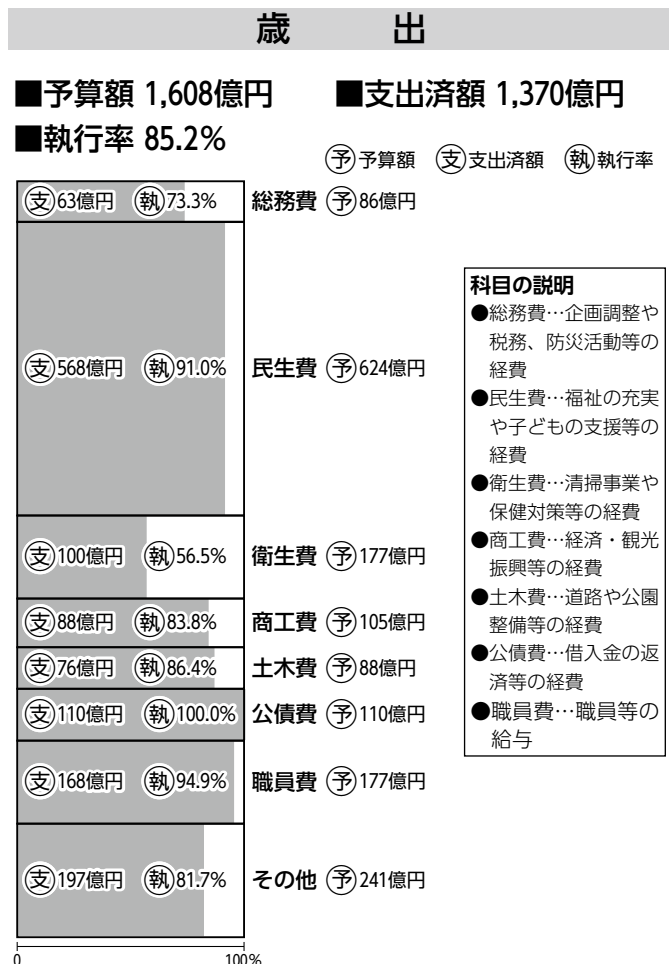 歳　出
■予算額 1,608億円　■支出済額 1,370億円
■執行率 85.2%
㊄予算額　㊛支出済額　㊝執行率
支63億円　執73.3%　総務費　予86億円
支568億円　執91.0%　民生費　予624億円
支100億円　執56.5%　衛生費　予177億円
支88億円　執83.8%　商工費　予105億円
支76億円　執86.4%　土木費　予88億円
支110億円　執100.0%　公債費　予110億円
支168億円　執94.9%　職員費　予177億円
支197億円　執81.7%　その他　予241億円
0　100%
科目の説明
●総務費…企画調整や
税務、防災活動等の
経費
●民生費…福祉の充実
や子どもの支援等の
経費
●衛生費…清掃事業や
保健対策等の経費
●商工費…経済・観光
振興等の経費
●土木費…道路や公園
整備等の経費
●公債費…借入金の返
済等の経費
●職員費…職員等の
給与